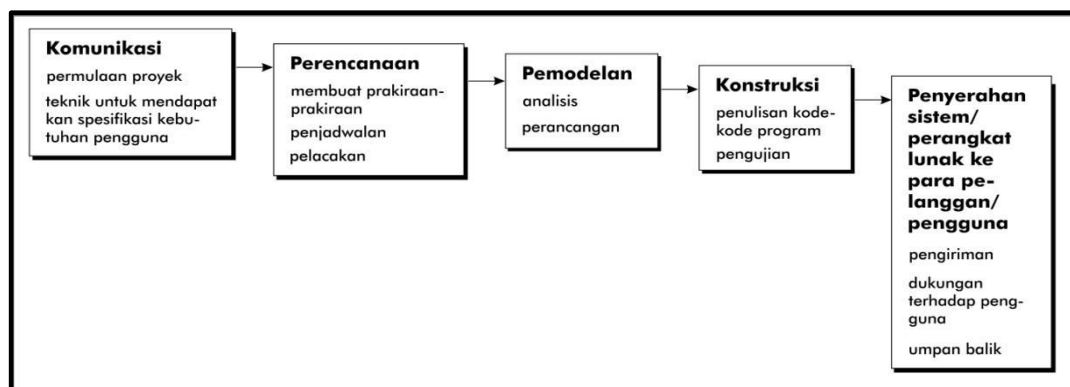 Komunikasi
permulaan proyek
teknik untuk mendapat
kan spesifikasi kebu-
tuhan pengguna
Perencanaan
membuat prakiraan-
prakiraan
penjadwalan
pelacakan
Pemodelan
analisis
perancangan
Konstruksi
penulisan kode-
kode program
pengujian
Penyerahan
sistem/
perangkat
lunak ke
para pe-
langgan/
pengguna
pengiriman
dukungan
terhadap peng-
guna
umpan balik